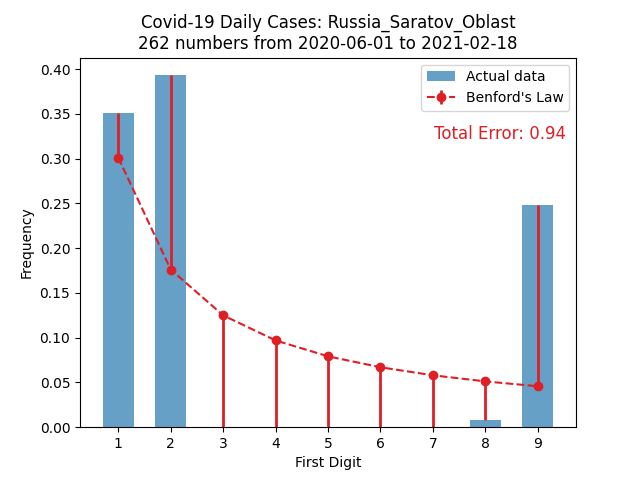 Covid-19 Daily Cases: Russia_Saratov_Oblast
262 numbers from 2020-06-01 to 2021-02-18
Actual data
Benford's Law
Total Error: 0.94
Frequency
0.40
0.35
0.30
0.25
0.20
0.15
0.10
0.05
0.00
1 2 3 4 5 6 7 8 9
First Digit